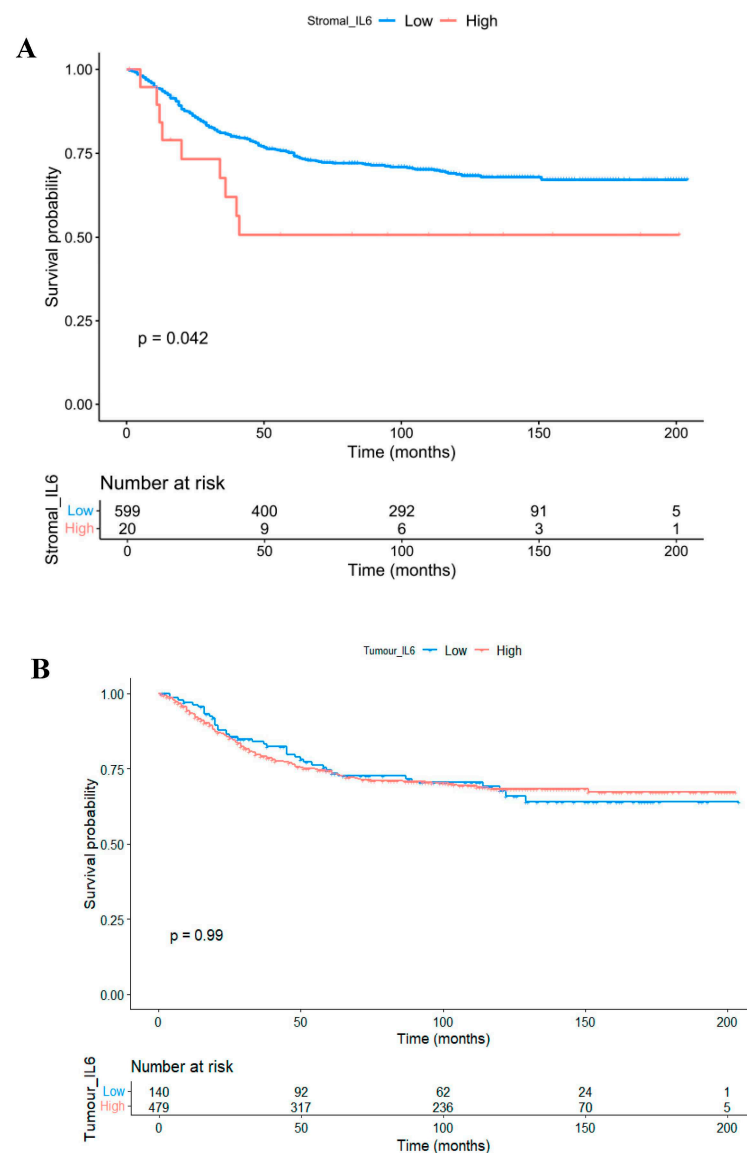 Stromal_IL6 Low High
A
1.00
0.75
0.50
0.25
0.00
Survival probability
p = 0.042
0 50 100 150 200
Time (months)
Number at risk
Stromal_IL6
Low 599 400 292 91 5
High 20 9 6 3 1
0 50 100 150 200
Time (months)
Tumour_IL6 Low High
B
1.00
0.75
0.50
0.25
0.00
Survival probability
p = 0.99
0 50 100 150 200
Time (months)
Number at risk
Tumour_IL6
Low 140 92 62 24 1
High 479 317 236 70 5
0 50 100 150 200
Time (months)